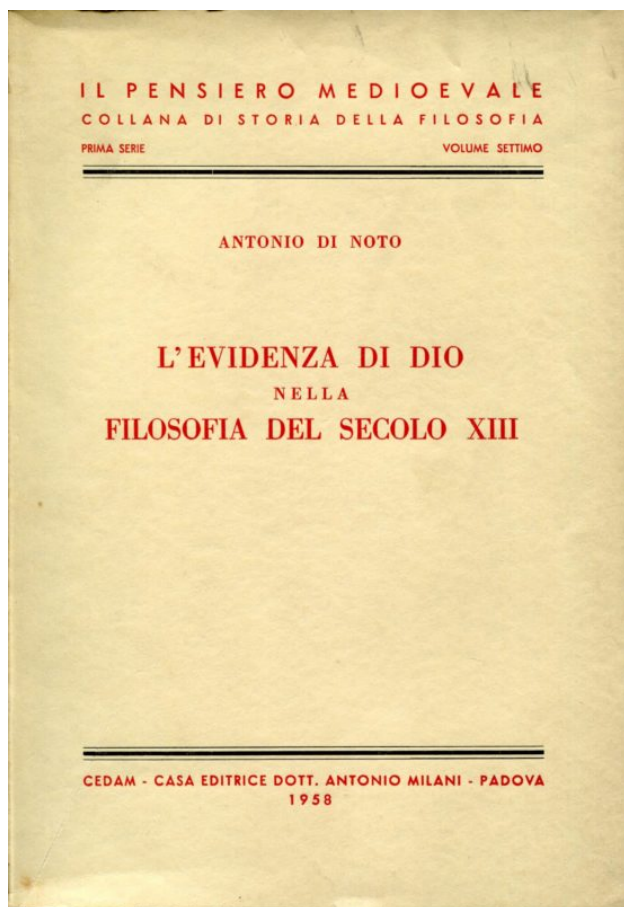 IL PENSIERO MEDIOEVALE
COLLANA DI STORIA DELLA FILOSOFIA
PRIMA SERIE VOLUME SETTIMO
ANTONIO DI NOTO
L'EVIDENZA DI DIO
NELLA
FILOSOFIA DEL SECOLO XIII
CEDAM - CASA EDITRICE DOTT. ANTONIO MILANI - PADOVA
1958